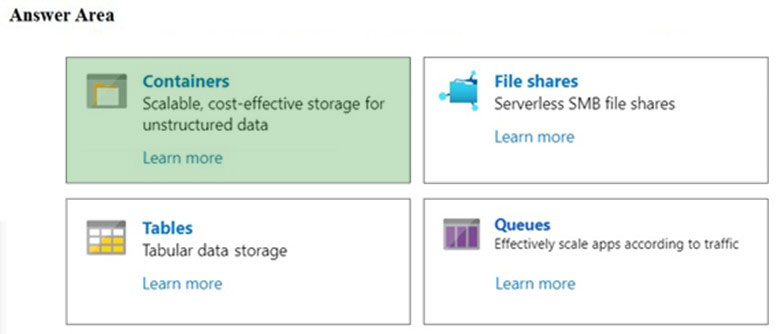 Answer Area
Containers
Scalable, cost-effective storage for
unstructured data
Learn more
File shares
Serverless SMB file shares
Learn more
Tables
Tabular data storage
Learn more
Queues
Effectively scale apps according to traffic
Learn more